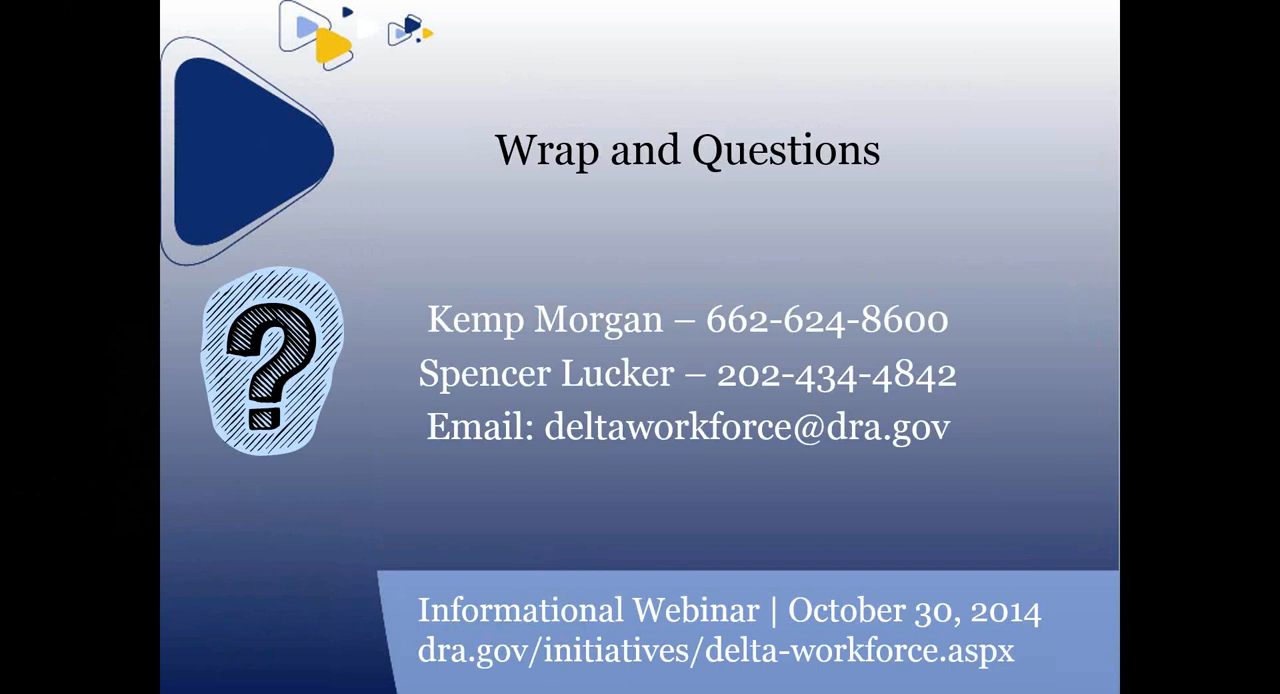 Wrap and Questions
?
Kemp Morgan – 662-624-8600
Spencer Lucker – 202-434-4842
Email: deltaworkforce@dra.gov
Informational Webinar | October 30, 2014
dra.gov/initiatives/delta-workforce.aspx